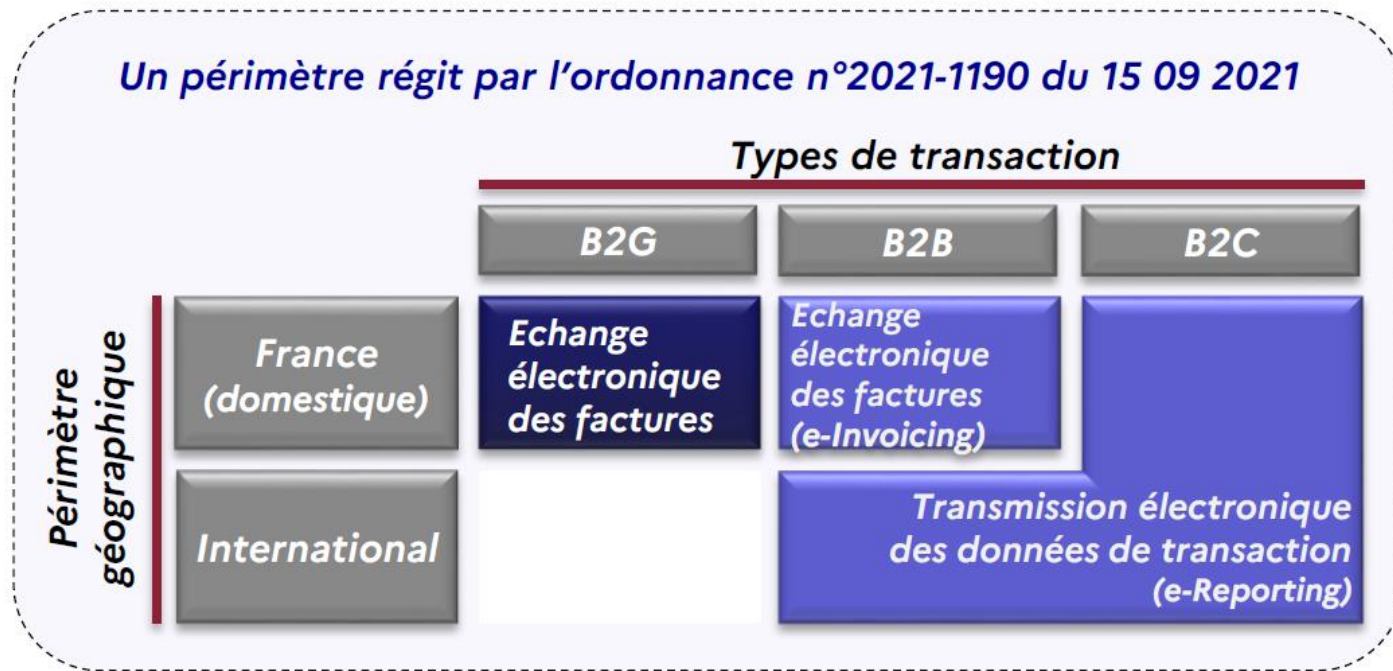 Un périmètre régit par l'ordonnance n°2021-1190 du 15 09 2021
Types de transaction
B2G
B2B
B2C
Périmètre
géographique
France
(domestique)
Echange
électronique
des factures
Echange
électronique
des factures
(e-Invoicing)
International
Transmission électronique
des données de transaction
(e-Reporting)